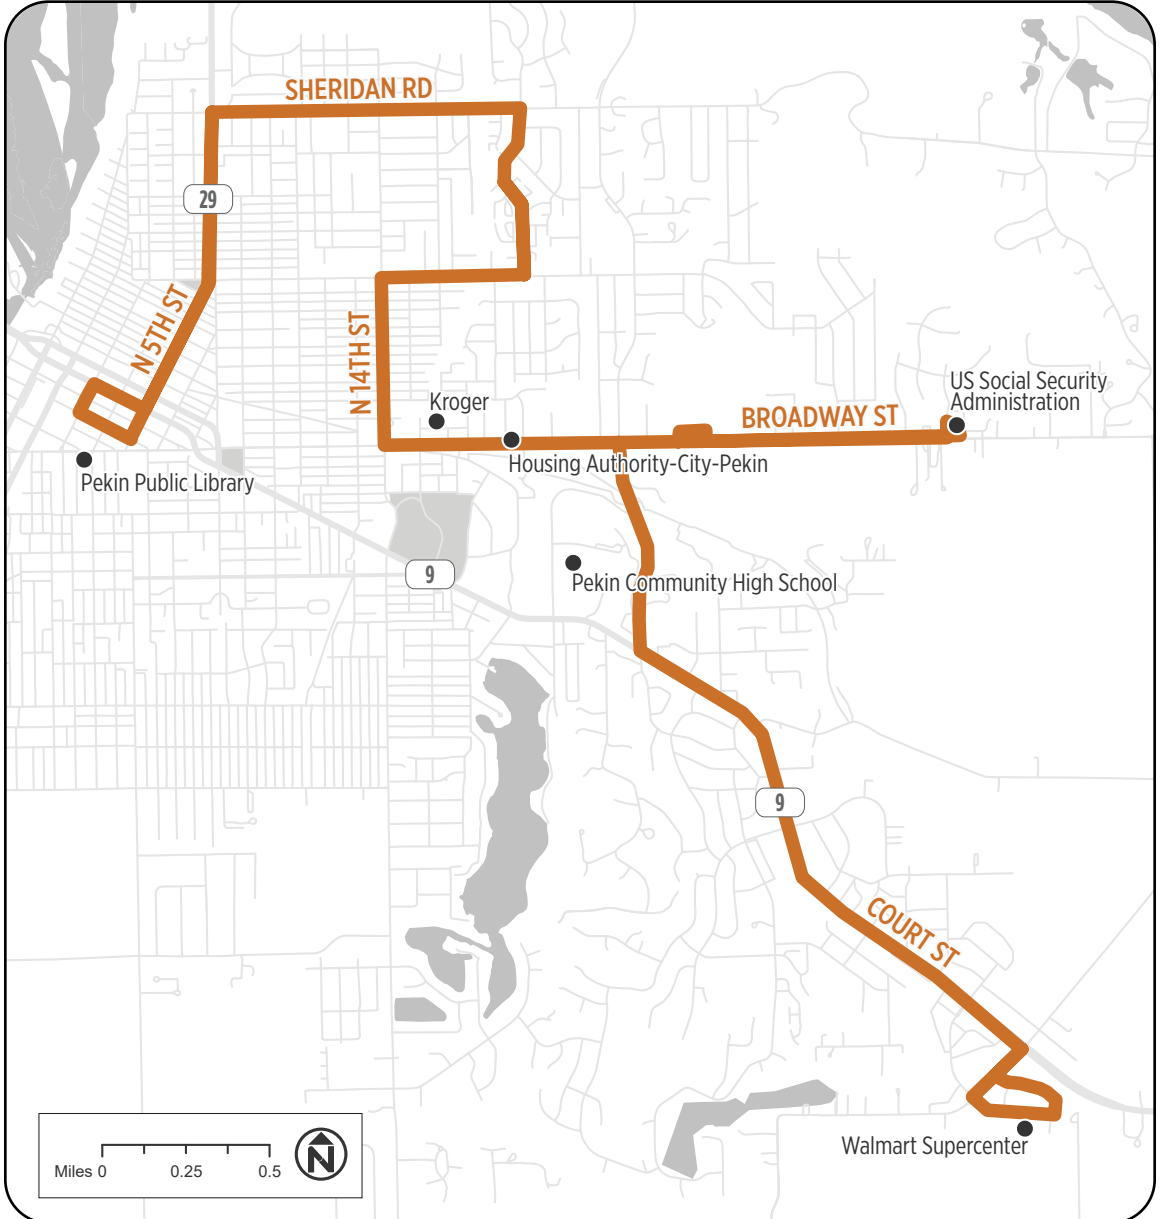 SHERIDAN RD
29
N 5TH ST
N 14TH ST
Kroger
US Social Security
Administration
BROADWAY ST
Housing Authority-City-Pekin
Pekin Public Library
9
Pekin Community High School
9
COURT ST
Walmart Supercenter
Miles 0 0.25 0.5
N